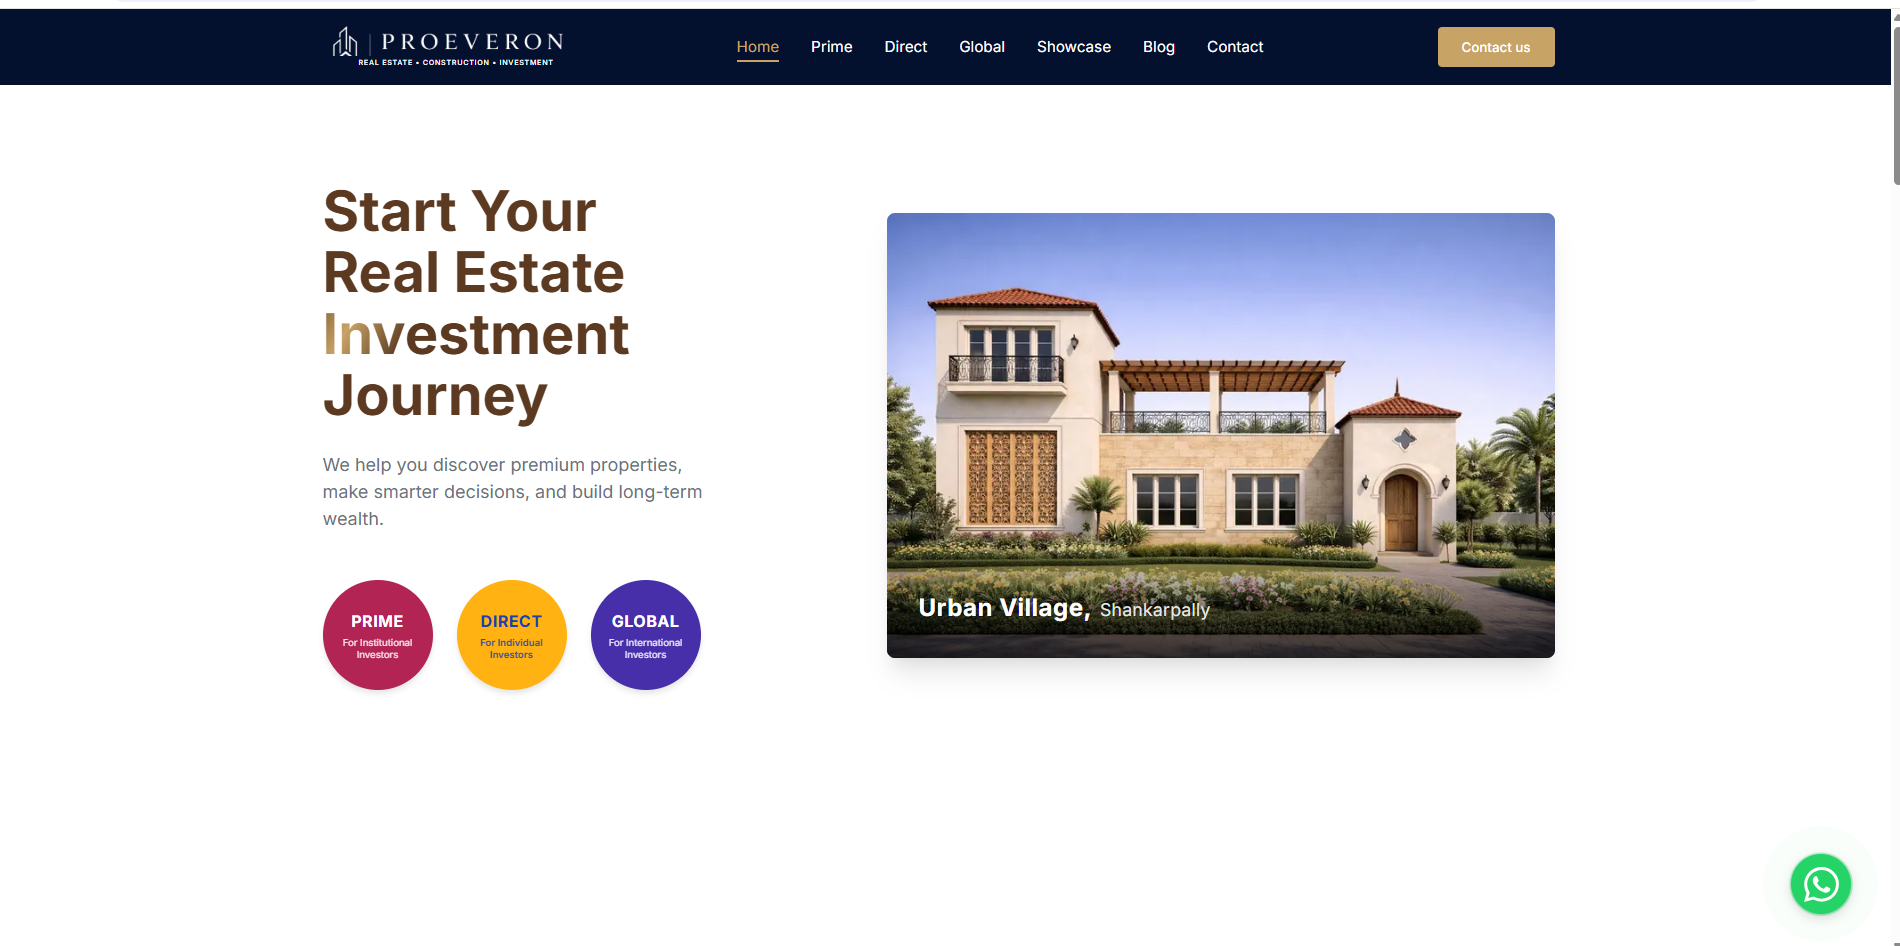 PROEVERON
REAL ESTATE • CONSTRUCTION • INVESTMENT
Home
Prime
Direct
Global
Showcase
Blog
Contact
Contact us
Start Your
Real Estate
Investment
Journey
We help you discover premium properties,
make smarter decisions, and build long-term
wealth.
PRIME
For Institutional
Investors
DIRECT
For Individual
Investors
GLOBAL
For International
Investors
Urban Village, Shankarpally